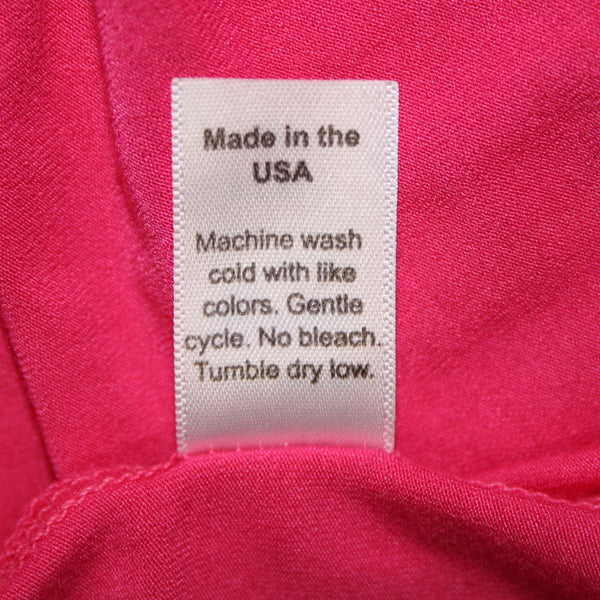 Made in the
USA
Machine wash
cold with like
colors. Gentle
cycle. No bleach.
Tumble dry low.